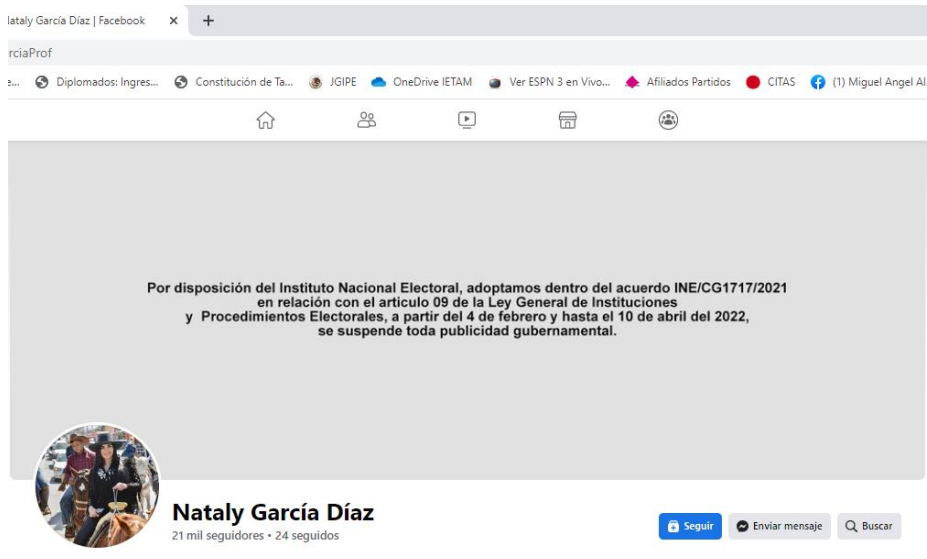 Nataly García Díaz | Facebook
rciaProf
Diplomados: Ingres... Constitución de Ta... JGIPE OneDrive IETAM Ver ESPN 3 en Vivo... Afiliados Partidos CITAS (1) Miguel Angel Al
Por disposición del Instituto Nacional Electoral, adoptamos dentro del acuerdo INE/CG1717/2021
en relación con el articulo 09 de la Ley General de Instituciones
y Procedimientos Electorales, a partir del 4 de febrero y hasta el 10 de abril del 2022,
se suspende toda publicidad gubernamental.
Nataly García Díaz
21 mil seguidores • 24 seguidos
Seguir Enviar mensaje Buscar